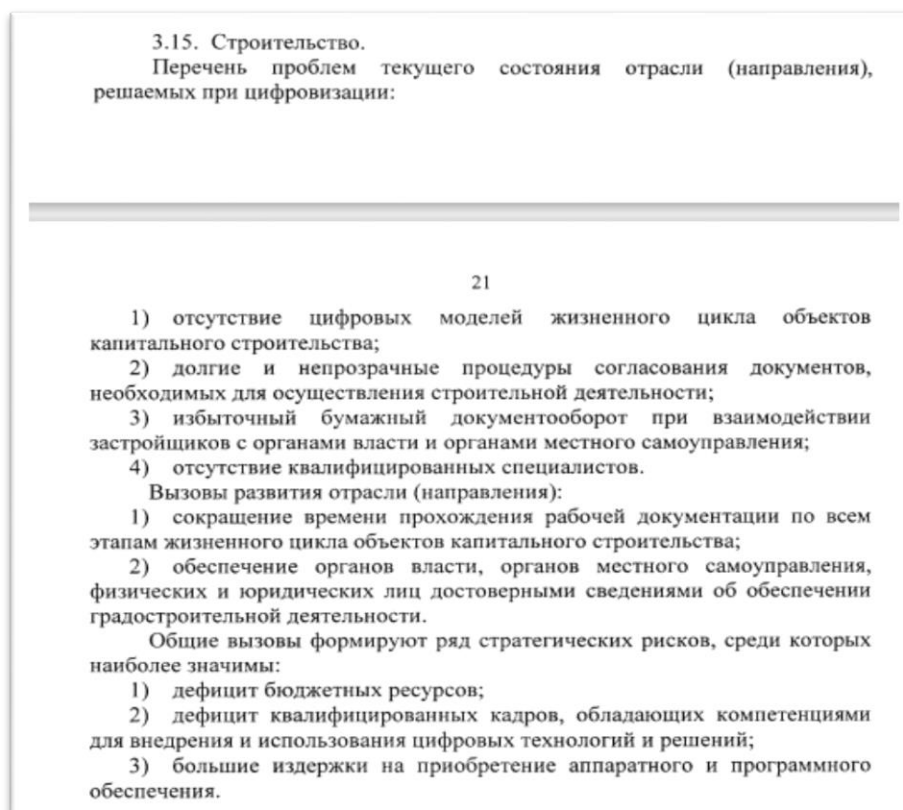 3.15. Строительство.
Перечень проблем текущего состояния отрасли (направления),
решаемых при цифровизации:
21
1) отсутствие цифровых моделей жизненного цикла объектов
капитального строительства;
2) долгие и непрозрачные процедуры согласования документов,
необходимых для осуществления строительной деятельности;
3) избыточный бумажный документооборот при взаимодействии
застройщиков с органами власти и органами местного самоуправления;
4) отсутствие квалифицированных специалистов.
Вызовы развития отрасли (направления):
1) сокращение времени прохождения рабочей документации по всем
этапам жизненного цикла объектов капитального строительства;
2) обеспечение органов власти, органов местного самоуправления,
физических и юридических лиц достоверными сведениями об обеспечении
градостроительной деятельности.
Общие вызовы формируют ряд стратегических рисков, среди которых
наиболее значимы:
1) дефицит бюджетных ресурсов;
2) дефицит квалифицированных кадров, обладающих компетенциями
для внедрения и использования цифровых технологий и решений;
3) большие издержки на приобретение аппаратного и программного
обеспечения.